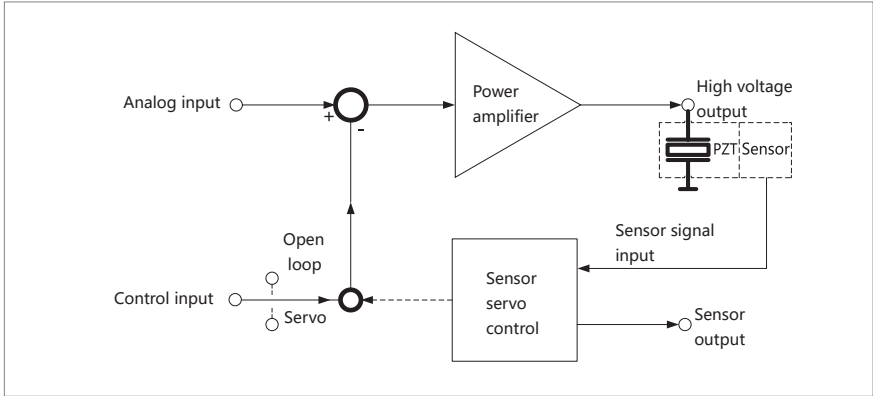 Analog input
+
-
Power
amplifier
High voltage
output
PZT
Sensor
Sensor signal
input
Open
loop
Control input
Servo
Sensor
servo
control
Sensor
output